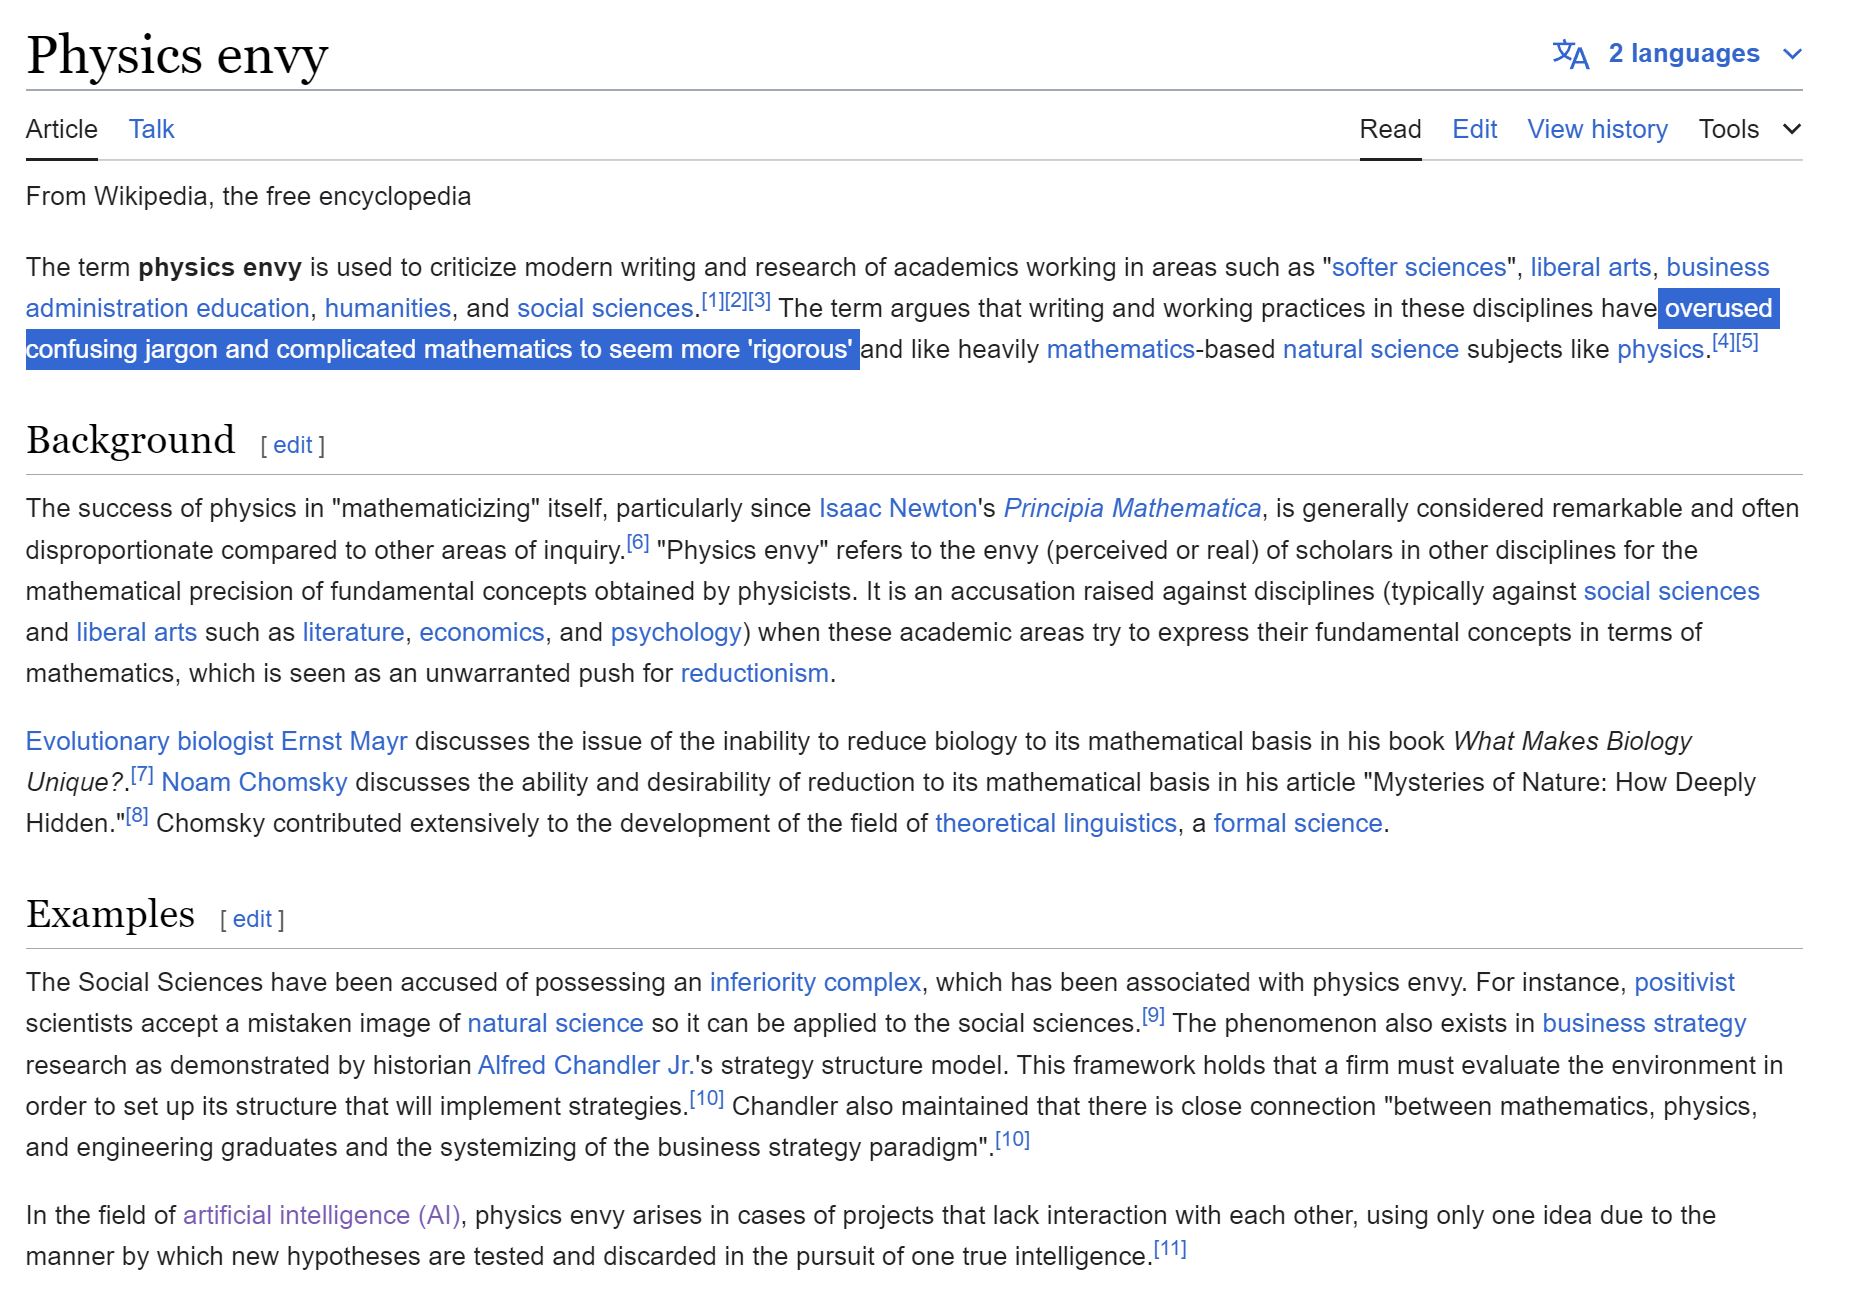 Physics envy
2 languages
Article Talk Read Edit View history Tools
From Wikipedia, the free encyclopedia
The term physics envy is used to criticize modern writing and research of academics working in areas such as "softer sciences", liberal arts, business
administration education, humanities, and social sciences.[1][2][3] The term argues that writing and working practices in these disciplines have overused
confusing jargon and complicated mathematics to seem more 'rigorous' and like heavily mathematics-based natural science subjects like physics.[4][5]
Background [ edit ]
The success of physics in "mathematicizing" itself, particularly since Isaac Newton's Principia Mathematica, is generally considered remarkable and often
disproportionate compared to other areas of inquiry.[6] "Physics envy" refers to the envy (perceived or real) of scholars in other disciplines for the
mathematical precision of fundamental concepts obtained by physicists. It is an accusation raised against disciplines (typically against social sciences
and liberal arts such as literature, economics, and psychology) when these academic areas try to express their fundamental concepts in terms of
mathematics, which is seen as an unwarranted push for reductionism.
Evolutionary biologist Ernst Mayr discusses the issue of the inability to reduce biology to its mathematical basis in his book What Makes Biology
Unique?.[7] Noam Chomsky discusses the ability and desirability of reduction to its mathematical basis in his article "Mysteries of Nature: How Deeply
Hidden."[8] Chomsky contributed extensively to the development of the field of theoretical linguistics, a formal science.
Examples [ edit ]
The Social Sciences have been accused of possessing an inferiority complex, which has been associated with physics envy. For instance, positivist
scientists accept a mistaken image of natural science so it can be applied to the social sciences.[9] The phenomenon also exists in business strategy
research as demonstrated by historian Alfred Chandler Jr.'s strategy structure model. This framework holds that a firm must evaluate the environment in
order to set up its structure that will implement strategies.[10] Chandler also maintained that there is close connection "between mathematics, physics,
and engineering graduates and the systemizing of the business strategy paradigm".[10]
In the field of artificial intelligence (AI), physics envy arises in cases of projects that lack interaction with each other, using only one idea due to the
manner by which new hypotheses are tested and discarded in the pursuit of one true intelligence.[11]